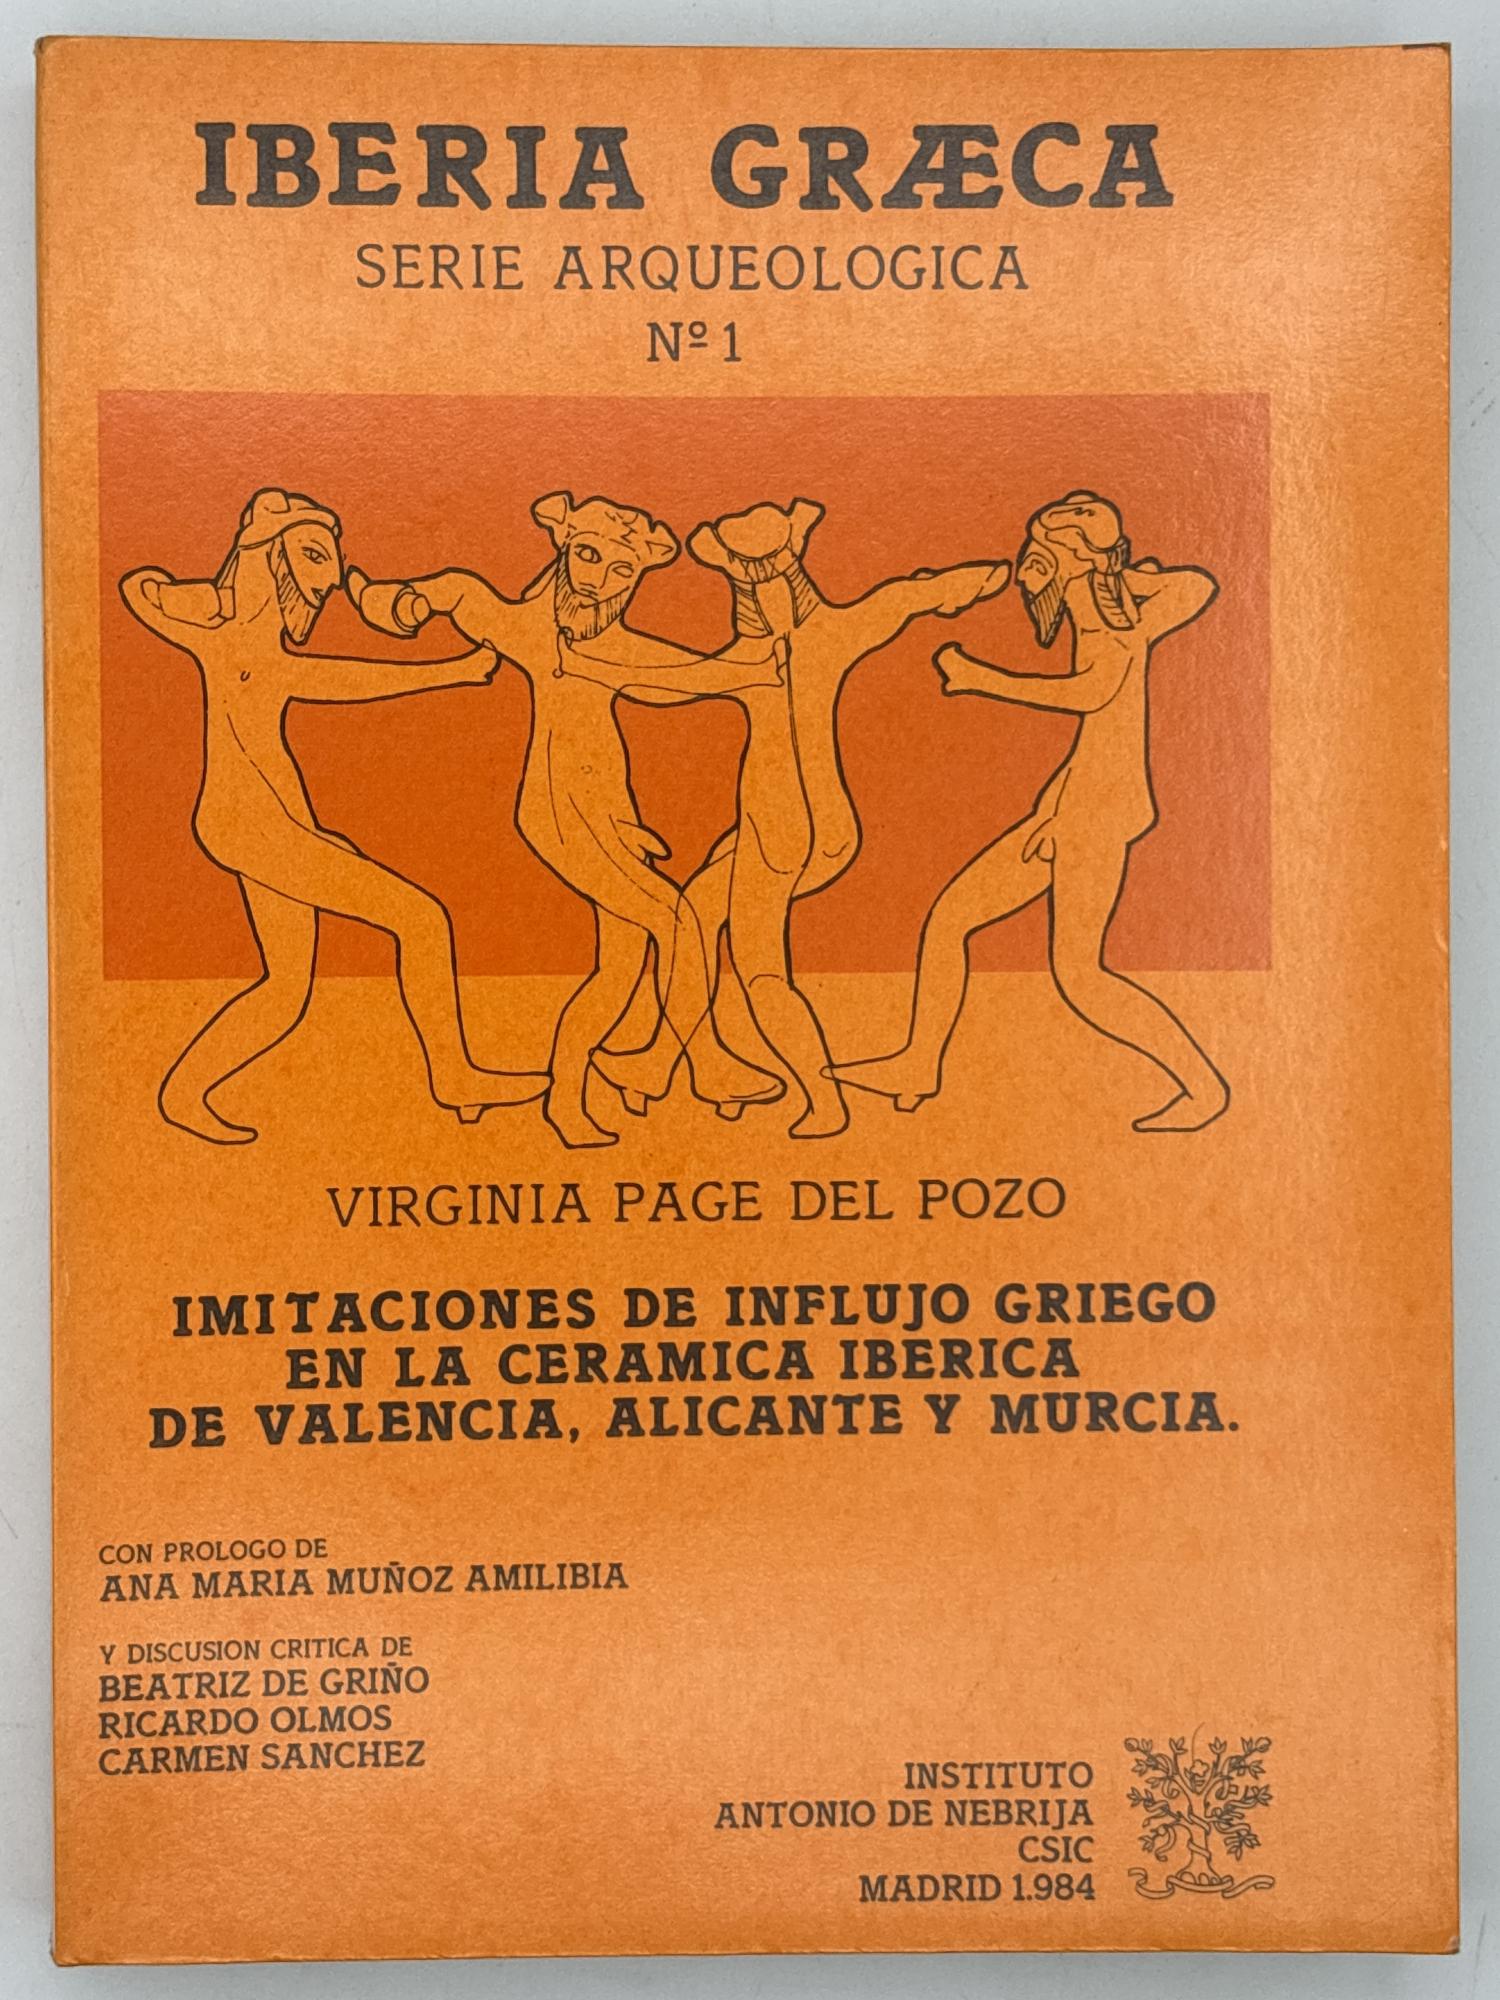 IBERIA GRÆCA
SERIE ARQUEOLOGICA
Nº 1
VIRGINIA PAGE DEL POZO
IMITACIONES DE INFLUJO GRIEGO
EN LA CERAMICA IBERICA
DE VALENCIA, ALICANTE Y MURCIA.
CON PROLOGO DE
ANA MARIA MUÑOZ AMILIBIA
Y DISCUSION CRITICA DE
BEATRIZ DE GRIÑO
RICARDO OLMOS
CARMEN SANCHEZ
INSTITUTO
ANTONIO DE NEBRIJA
CSIC
MADRID 1.984